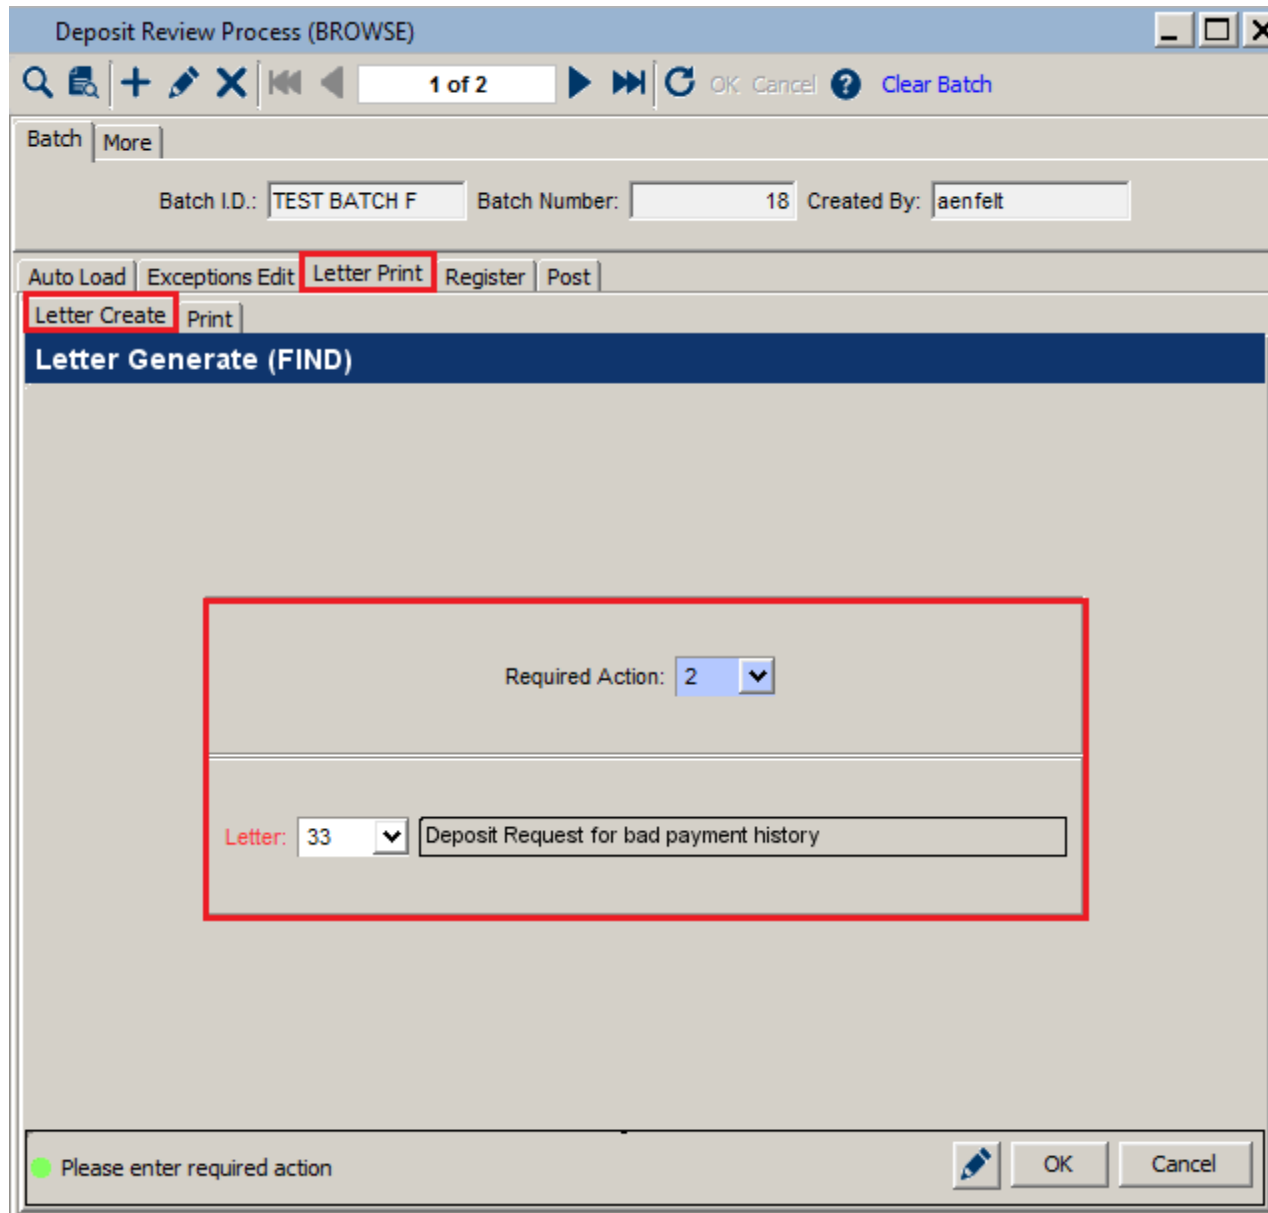 Deposit Review Process (BROWSE)
1 of 2 OK Cancel Clear Batch
Batch More
Batch I.D.: TEST BATCH F Batch Number: 18 Created By: aenfelt
Auto Load Exceptions Edit Letter Print Register Post
Letter Create Print
Letter Generate (FIND)
Required Action: 2
Letter: 33 Deposit Request for bad payment history
Please enter required action OK Cancel